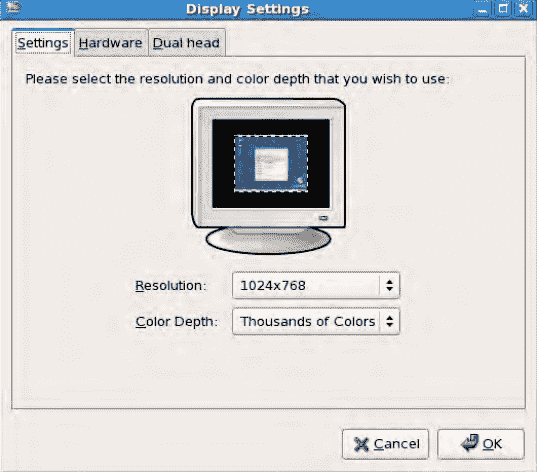 Display Settings
Settings Hardware Dual head
Please select the resolution and color depth that you wish to use:
Resolution: 1024x768
Color Depth: Thousands of Colors
Cancel OK